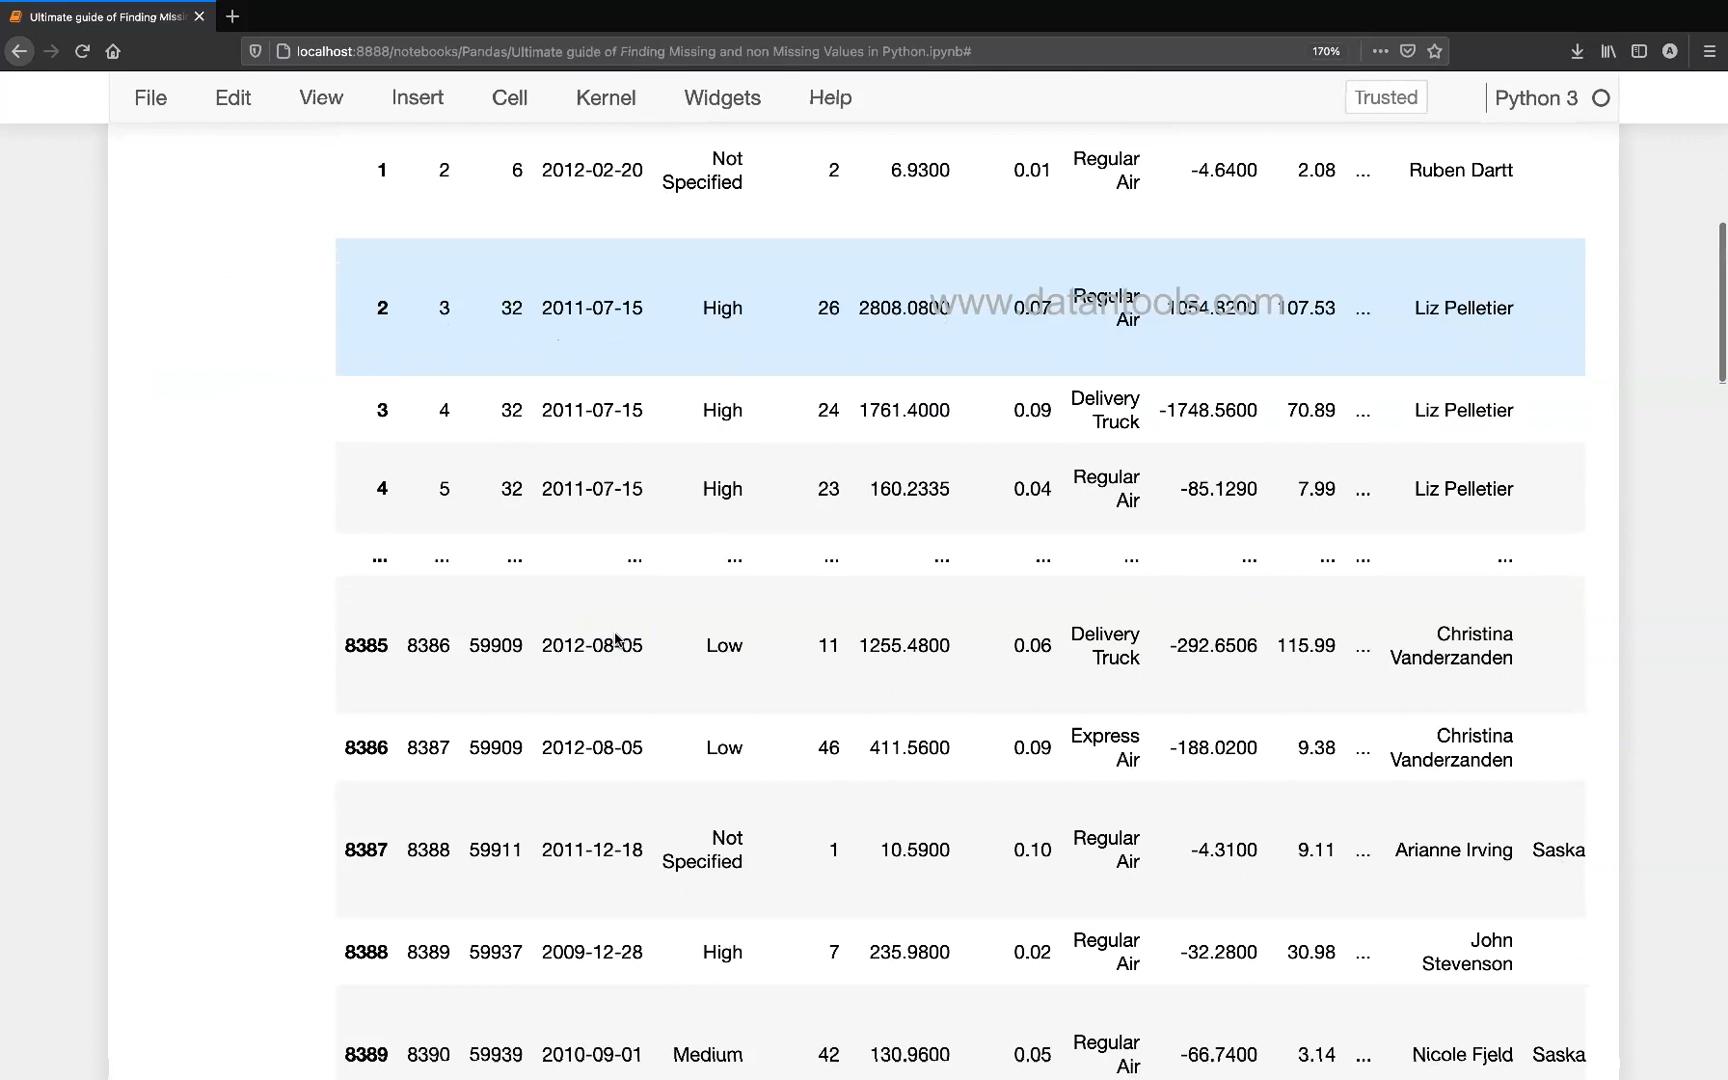 Ultimate guide of Finding Missi
localhost:8888/notebooks/Pandas/Ultimate guide of Finding Missing and non Missing Values in Python.ipynb#
170%
A
File Edit View Insert Cell Kernel Widgets Help Trusted Python 3
1 2 6 2012-02-20 Not Specified 2 6.9300 0.01 Regular Air -4.6400 2.08 ... Ruben Dartt
2 3 32 2011-07-15 High 26 2808.0800 0.07 Regular Air 1054.8200 107.53 ... Liz Pelletier
www.datantools.com
3 4 32 2011-07-15 High 24 1761.4000 0.09 Delivery Truck -1748.5600 70.89 ... Liz Pelletier
4 5 32 2011-07-15 High 23 160.2335 0.04 Regular Air -85.1290 7.99 ... Liz Pelletier
... ... ... ... ... ... ... ... ... ... ... ... ...
8385 8386 59909 2012-08-05 Low 11 1255.4800 0.06 Delivery Truck -292.6506 115.99 ... Christina Vanderzanden
8386 8387 59909 2012-08-05 Low 46 411.5600 0.09 Express Air -188.0200 9.38 ... Christina Vanderzanden
8387 8388 59911 2011-12-18 Not Specified 1 10.5900 0.10 Regular Air -4.3100 9.11 ... Arianne Irving Saska
8388 8389 59937 2009-12-28 High 7 235.9800 0.02 Regular Air -32.2800 30.98 ... John Stevenson
8389 8390 59939 2010-09-01 Medium 42 130.9600 0.05 Regular Air -66.7400 3.14 ... Nicole Fjeld Saska